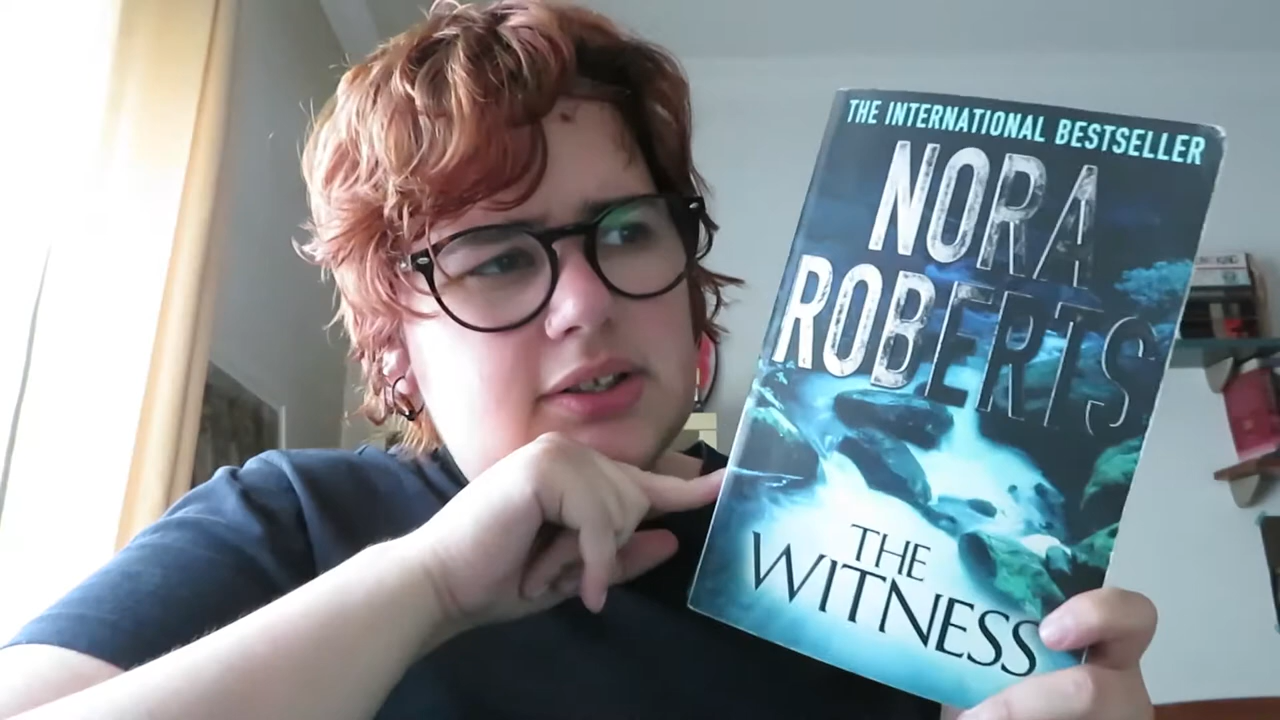 THE INTERNATIONAL BESTSELLER
NORA
ROBERTS
THE
WITNESS